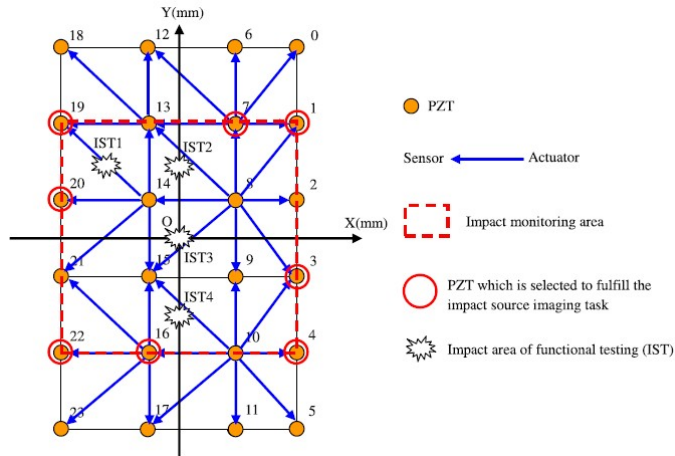 Y(mm)
18 12 6 0
19 13 7 1
IST1 IST2
PZT
Sensor Actuator
20 14 8 2
O
X(mm)
Impact monitoring area
IST3
21 15 9 3
IST4
PZT which is selected to fulfill the
impact source imaging task
22 16 10 4
Impact area of functional testing (IST)
23 17 11 5